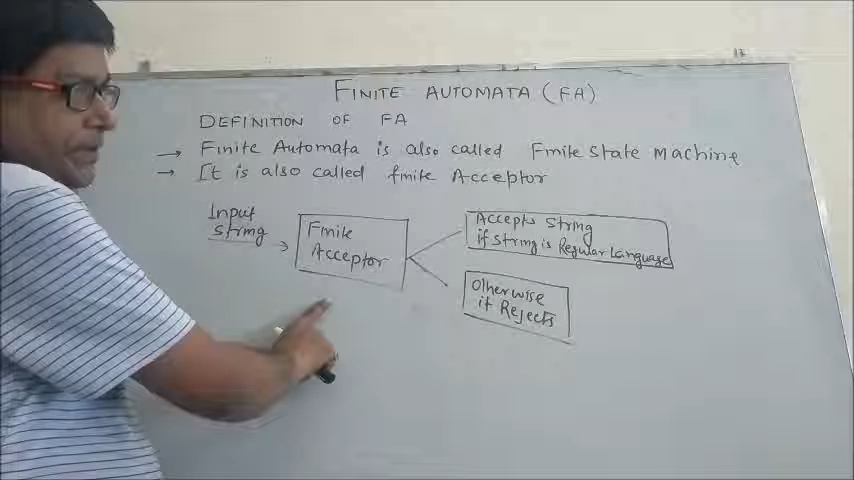 FINITE AUTOMATA (FA)
DEFINITION OF FA
→ Finite Automata is also called Finite State Machine
→ It is also called finite Acceptor
Input
String →
Finite
Acceptor
Accepts String
if String is Regular Language
Otherwise
it Rejects